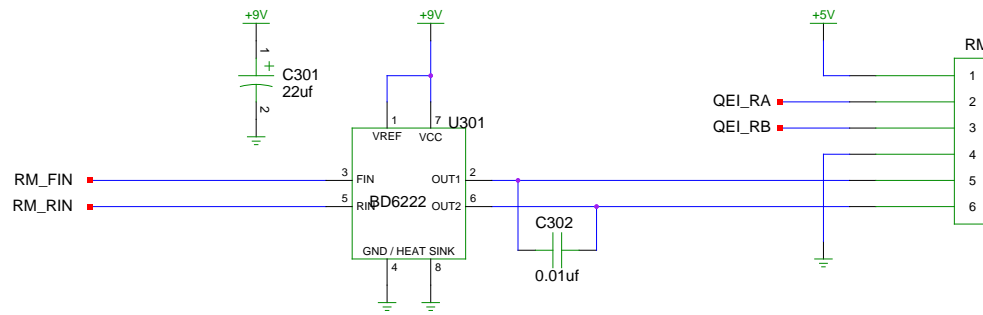 +9V
+9V
+5V
RM
1
C301
22uf
2
1
7
U301
VREF
VCC
1
QEI_RA
2
QEI_RB
3
4
RM_FIN
3
FIN
OUT1
2
5
RM_RIN
5
RIN
BD6222
OUT2
6
6
C302
GND / HEAT SINK
4
8
0.01uf
+